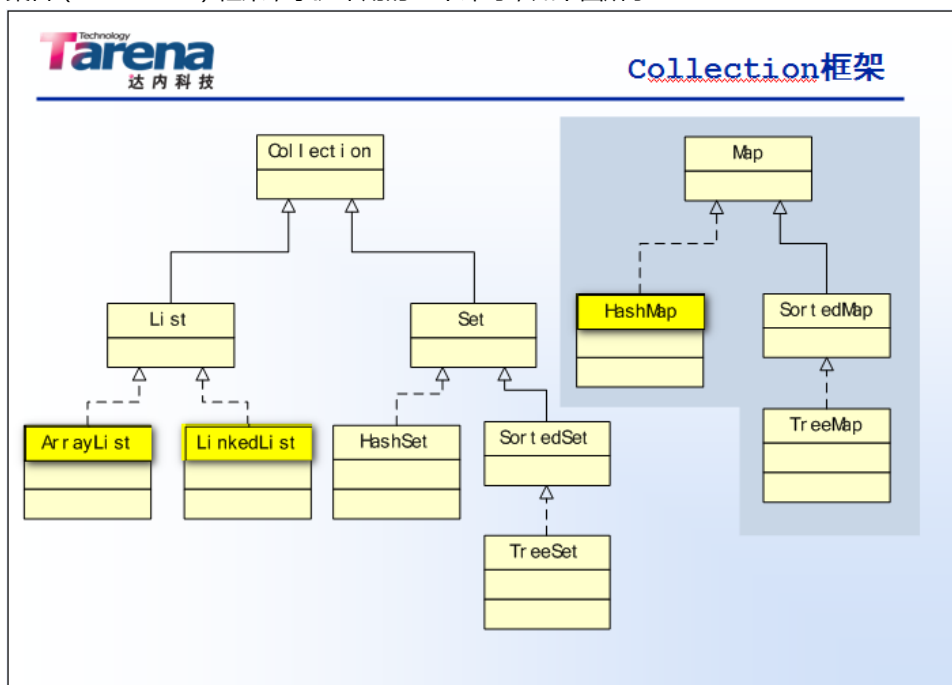 Technology
Tarena
达内科技
Collection框架
Collection
Map
List
Set
HashMap
SortedMap
ArrayList
LinkedList
HashSet
SortedSet
TreeMap
TreeSet